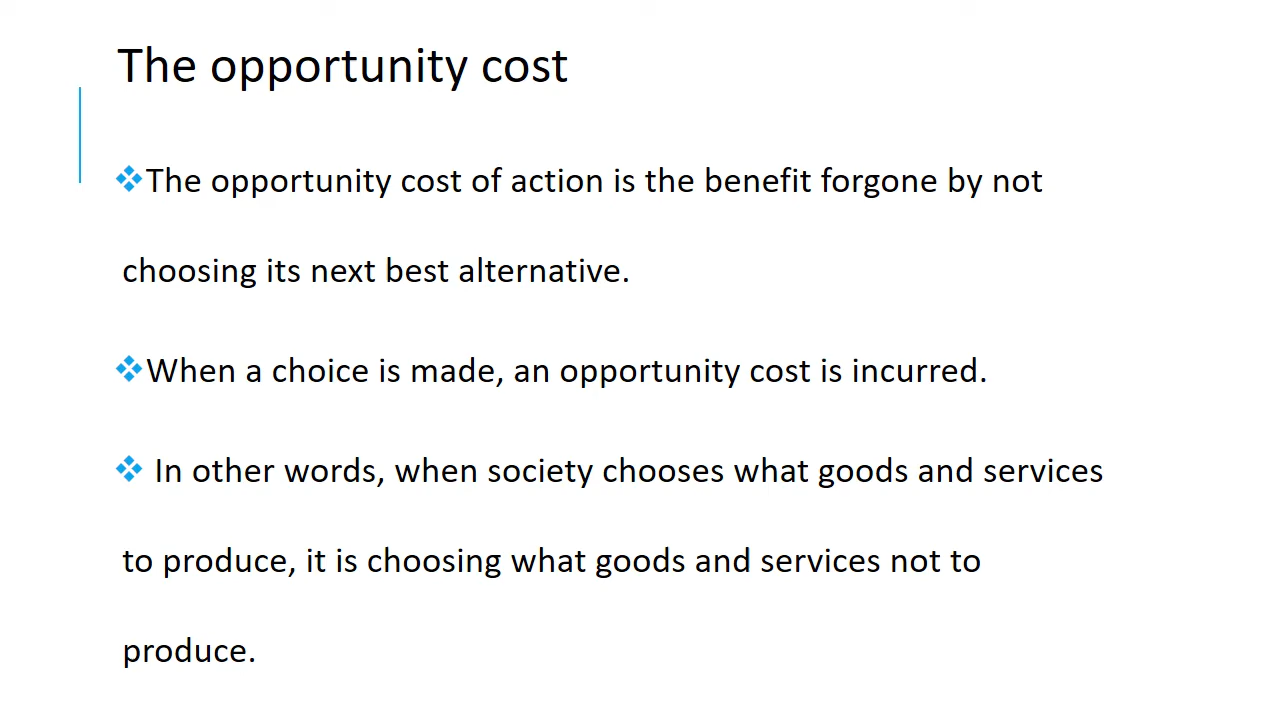 The opportunity cost
❖The opportunity cost of action is the benefit forgone by not
choosing its next best alternative.
❖When a choice is made, an opportunity cost is incurred.
❖ In other words, when society chooses what goods and services
to produce, it is choosing what goods and services not to
produce.